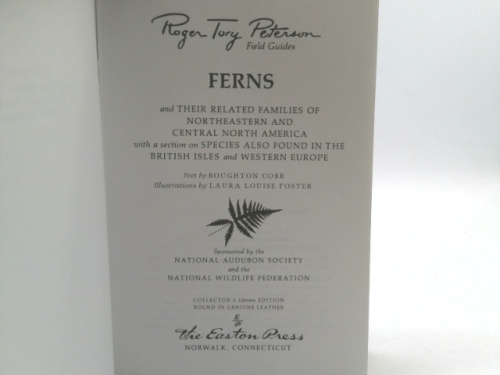 Roger Tory Peterson
Field Guides
FERNS
and THEIR RELATED FAMILIES OF
NORTHEASTERN AND
CENTRAL NORTH AMERICA
with a section on SPECIES ALSO FOUND IN THE
BRITISH ISLES and WESTERN EUROPE
Text by BOUGHTON COBB
Illustrations by LAURA LOUISE FOSTER
Sponsored by the
NATIONAL AUDUBON SOCIETY
and the
NATIONAL WILDLIFE FEDERATION
COLLECTOR'S Lifetime EDITION
BOUND IN GENUINE LEATHER
The Easton Press
NORWALK, CONNECTICUT